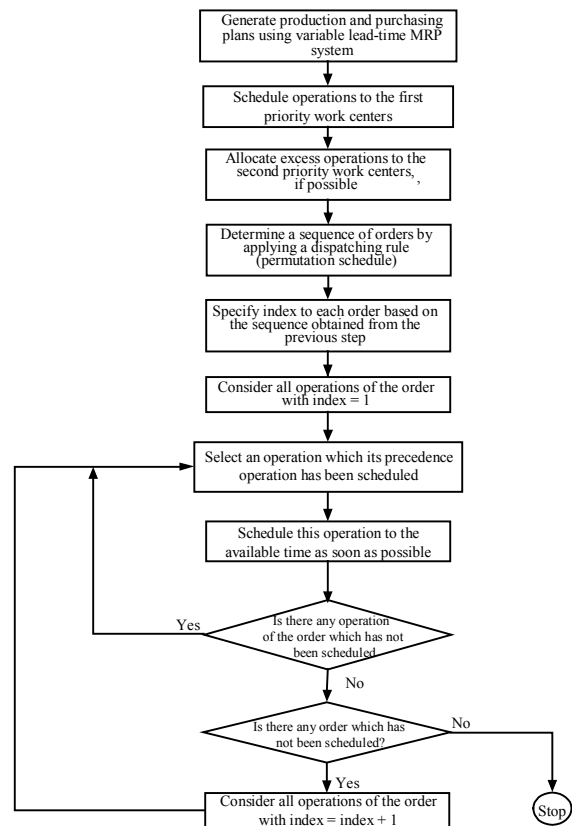 Generate production and purchasing
plans using variable lead-time MRP
system
Schedule operations to the first
priority work centers
Allocate excess operations to the
second priority work centers, ,
if possible
Determine a sequence of orders by
applying a dispatching rule
(permutation schedule)
Specify index to each order based on
the sequence obtained from the
previous step
Consider all operations of the order
with index = 1
Select an operation which its precedence
operation has been scheduled
Schedule this operation to the
available time as soon as possible
Is there any operation
of the order which has not
been scheduled
Yes
No
Is there any order which has
not been scheduled?
No
Yes
Consider all operations of the order
with index = index + 1
Stop